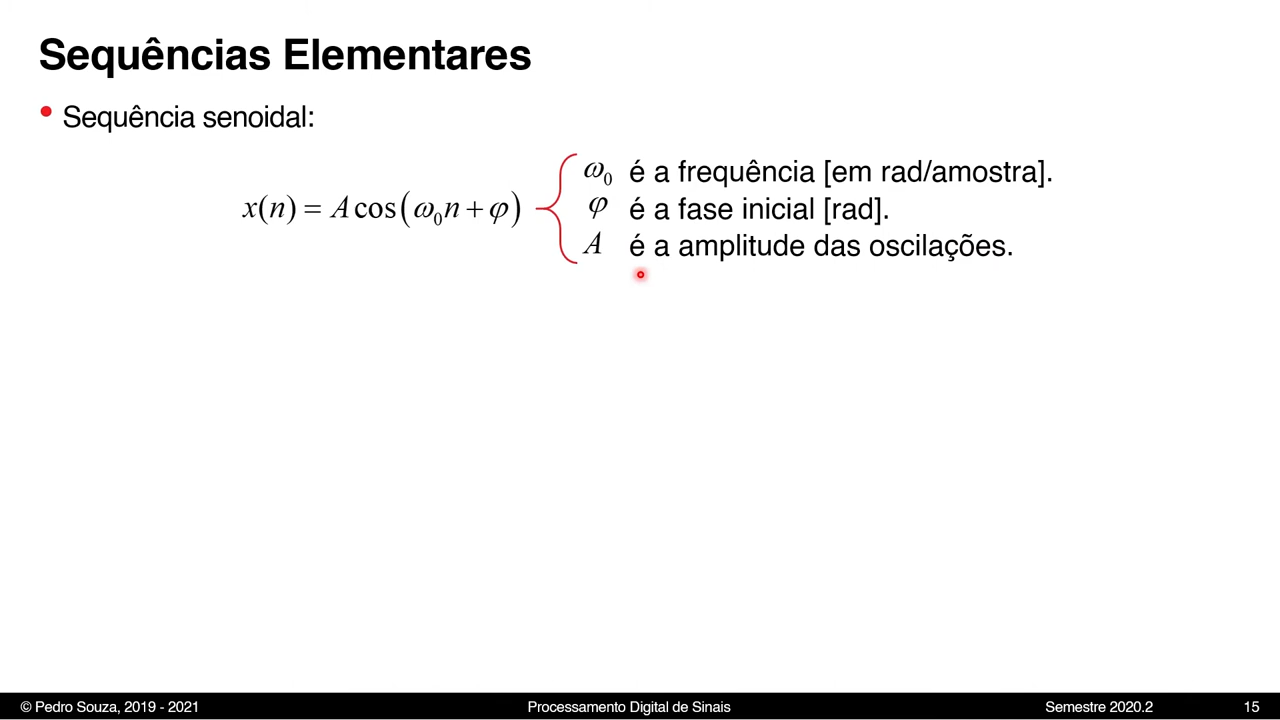 Sequências Elementares
• Sequência senoidal:
ω₀ é a frequência [em rad/amostra].
x(n) = A cos(ω₀n + φ) φ é a fase inicial [rad].
A é a amplitude das oscilações.
© Pedro Souza, 2019 - 2021 Processamento Digital de Sinais Semestre 2020.2 15